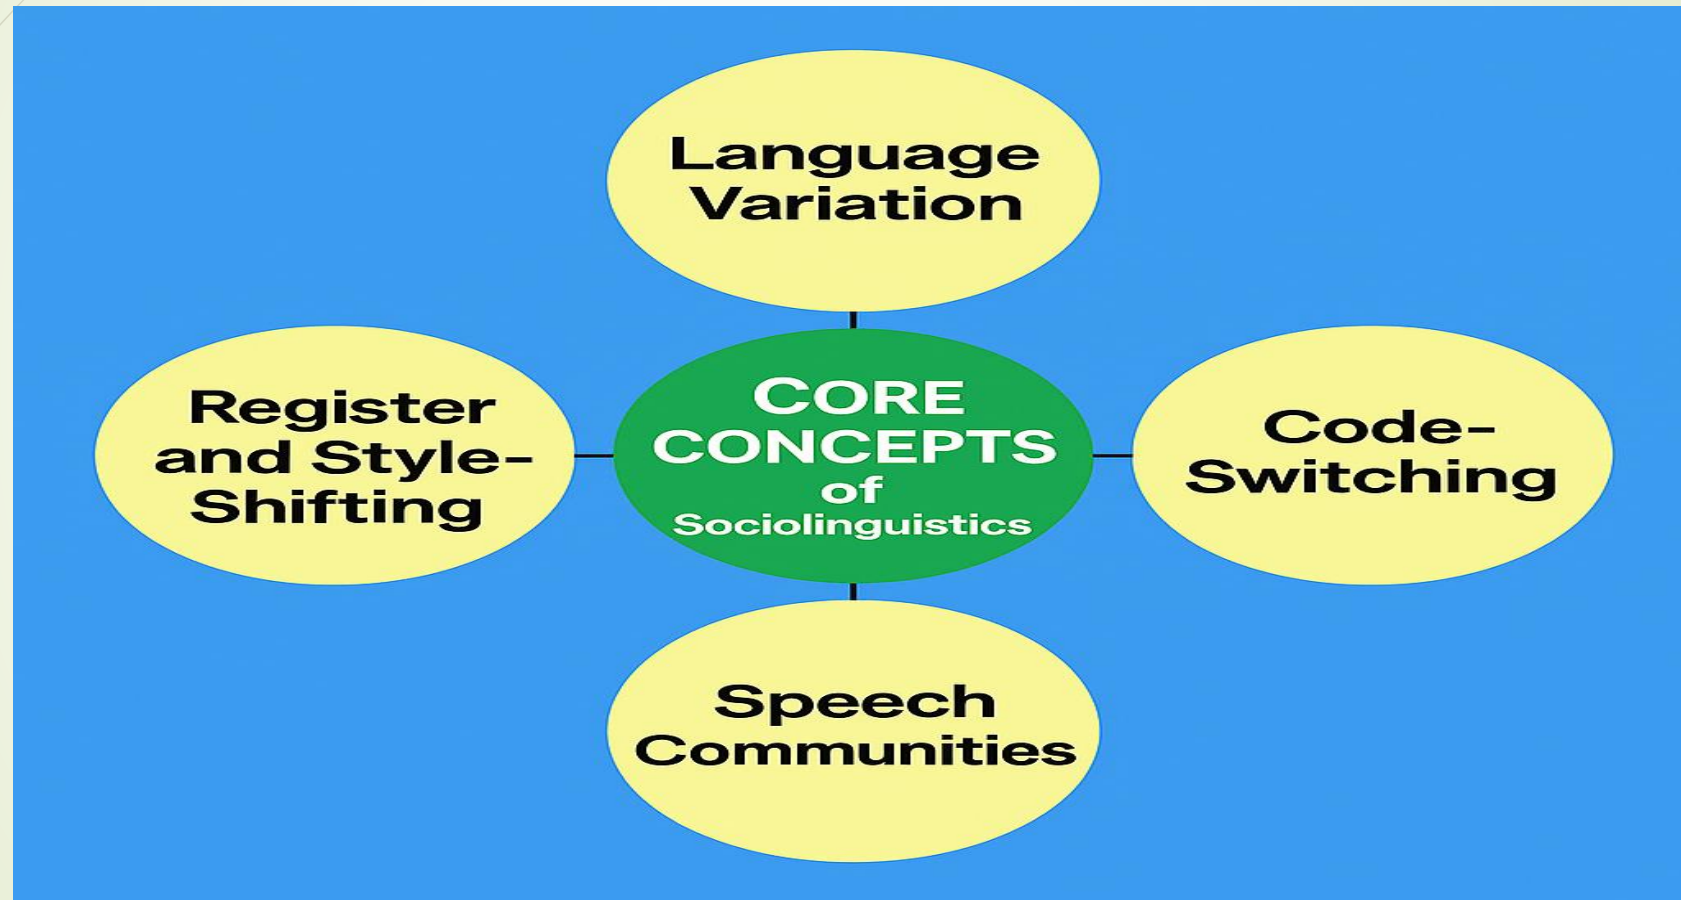 Language
Variation
Register
and Style-
Shifting
CORE
CONCEPTS
of
Sociolinguistics
Code-
Switching
Speech
Communities